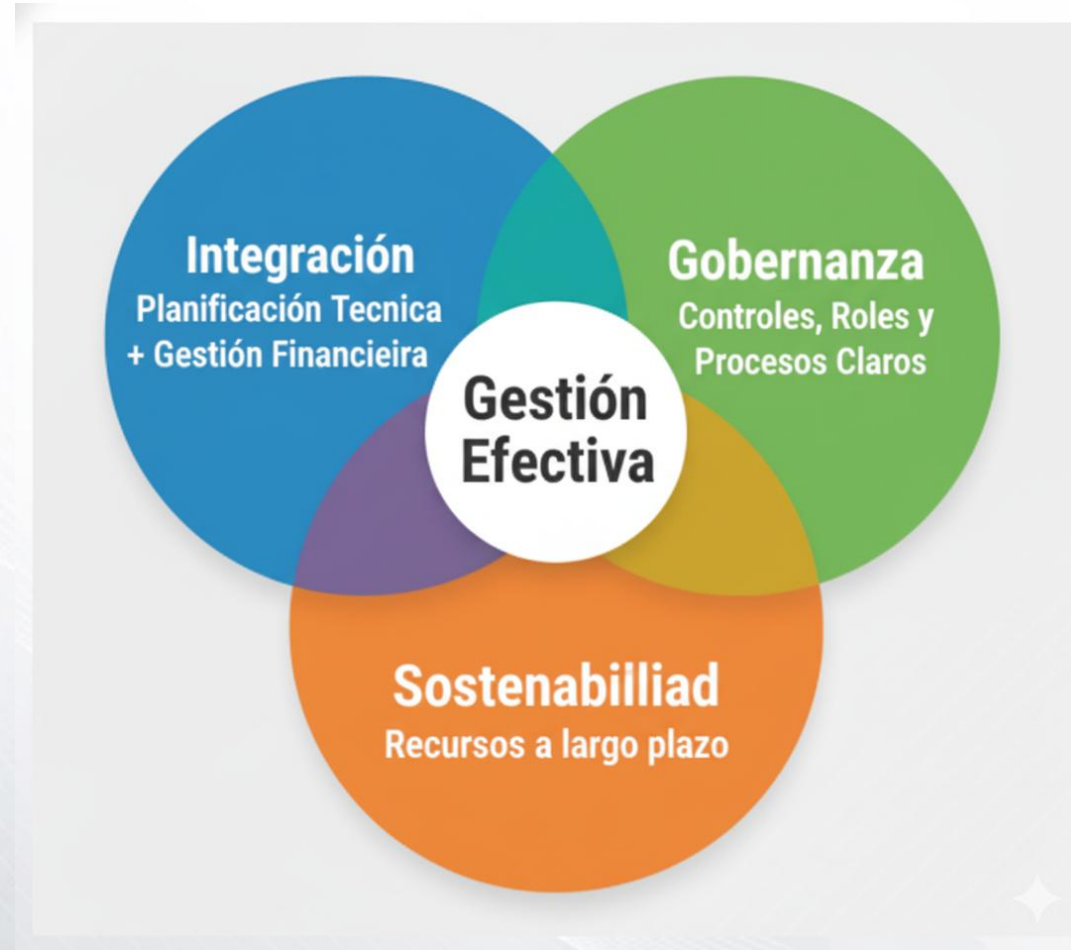 Integración
Planificación Tecnica
+ Gestión Financieira
Gobernanza
Controles, Roles y
Procesos Claros
Gestión
Efectiva
Sostenabilliad
Recursos a largo plazo